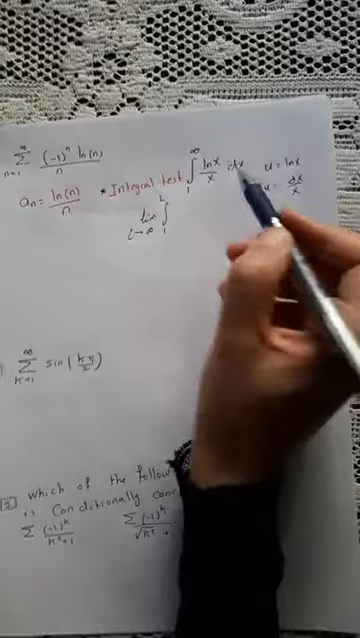 ∞ Σ n=1 (-1)ⁿ ln(n) / n
aₙ = ln(n) / n * Integral test ∫₁^∞ ln x / x dx u = ln x
u = dx / x
lim L→∞ ∫₁^L
∞ Σ k=1 sin(kπ/2)
which of the follow
is Conditionally con
Σ (-1)ᵏ / k²+1 Σ (-1)ᵏ / √k² +